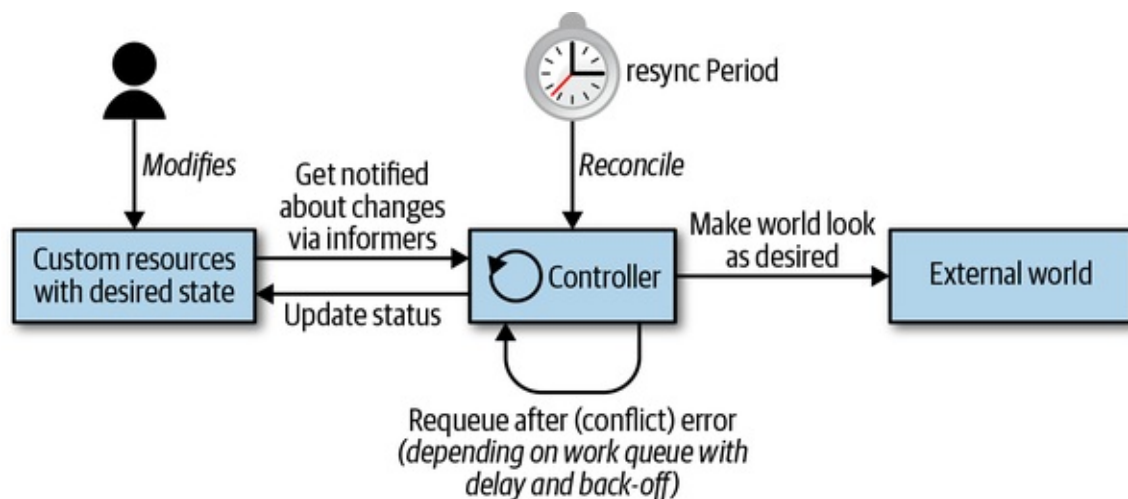 resync Period
Modifies
Reconcile
Get notified
about changes
via informers
Make world look
as desired
Custom resources
with desired state
Controller
External world
Update status
Requeue after (conflict) error
(depending on work queue with
delay and back-off)